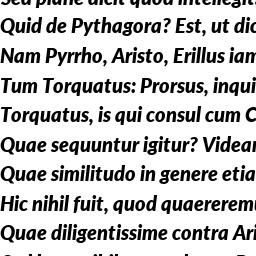 Sed plane dicit quod intellegit.
Quid de Pythagora? Est, ut dic
Nam Pyrrho, Aristo, Erillus iam
Tum Torquatus: Prorsus, inqui
Torquatus, is qui consul cum C
Quae sequuntur igitur? Videar
Quae similitudo in genere etia
Hic nihil fuit, quod quaererem
Quae diligentissime contra Ari